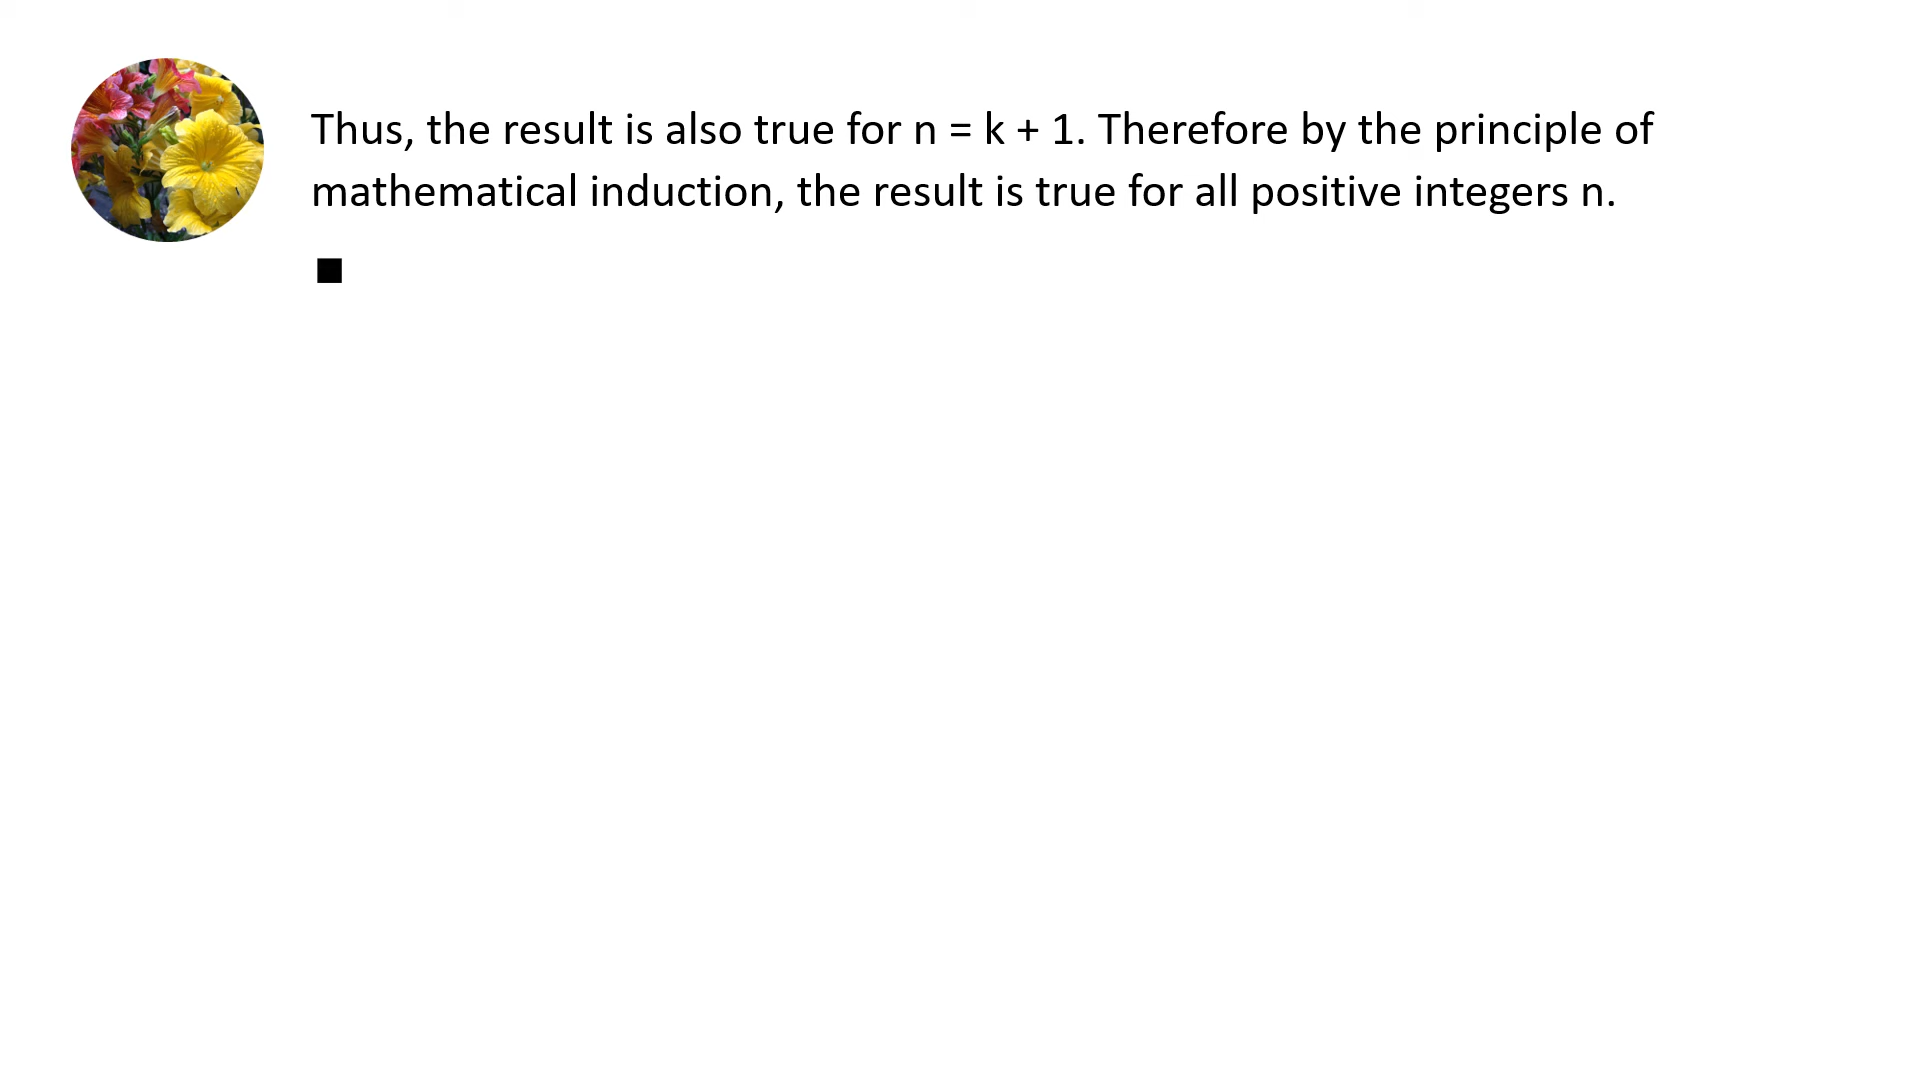 Thus, the result is also true for n = k + 1. Therefore by the principle of
mathematical induction, the result is true for all positive integers n.
■